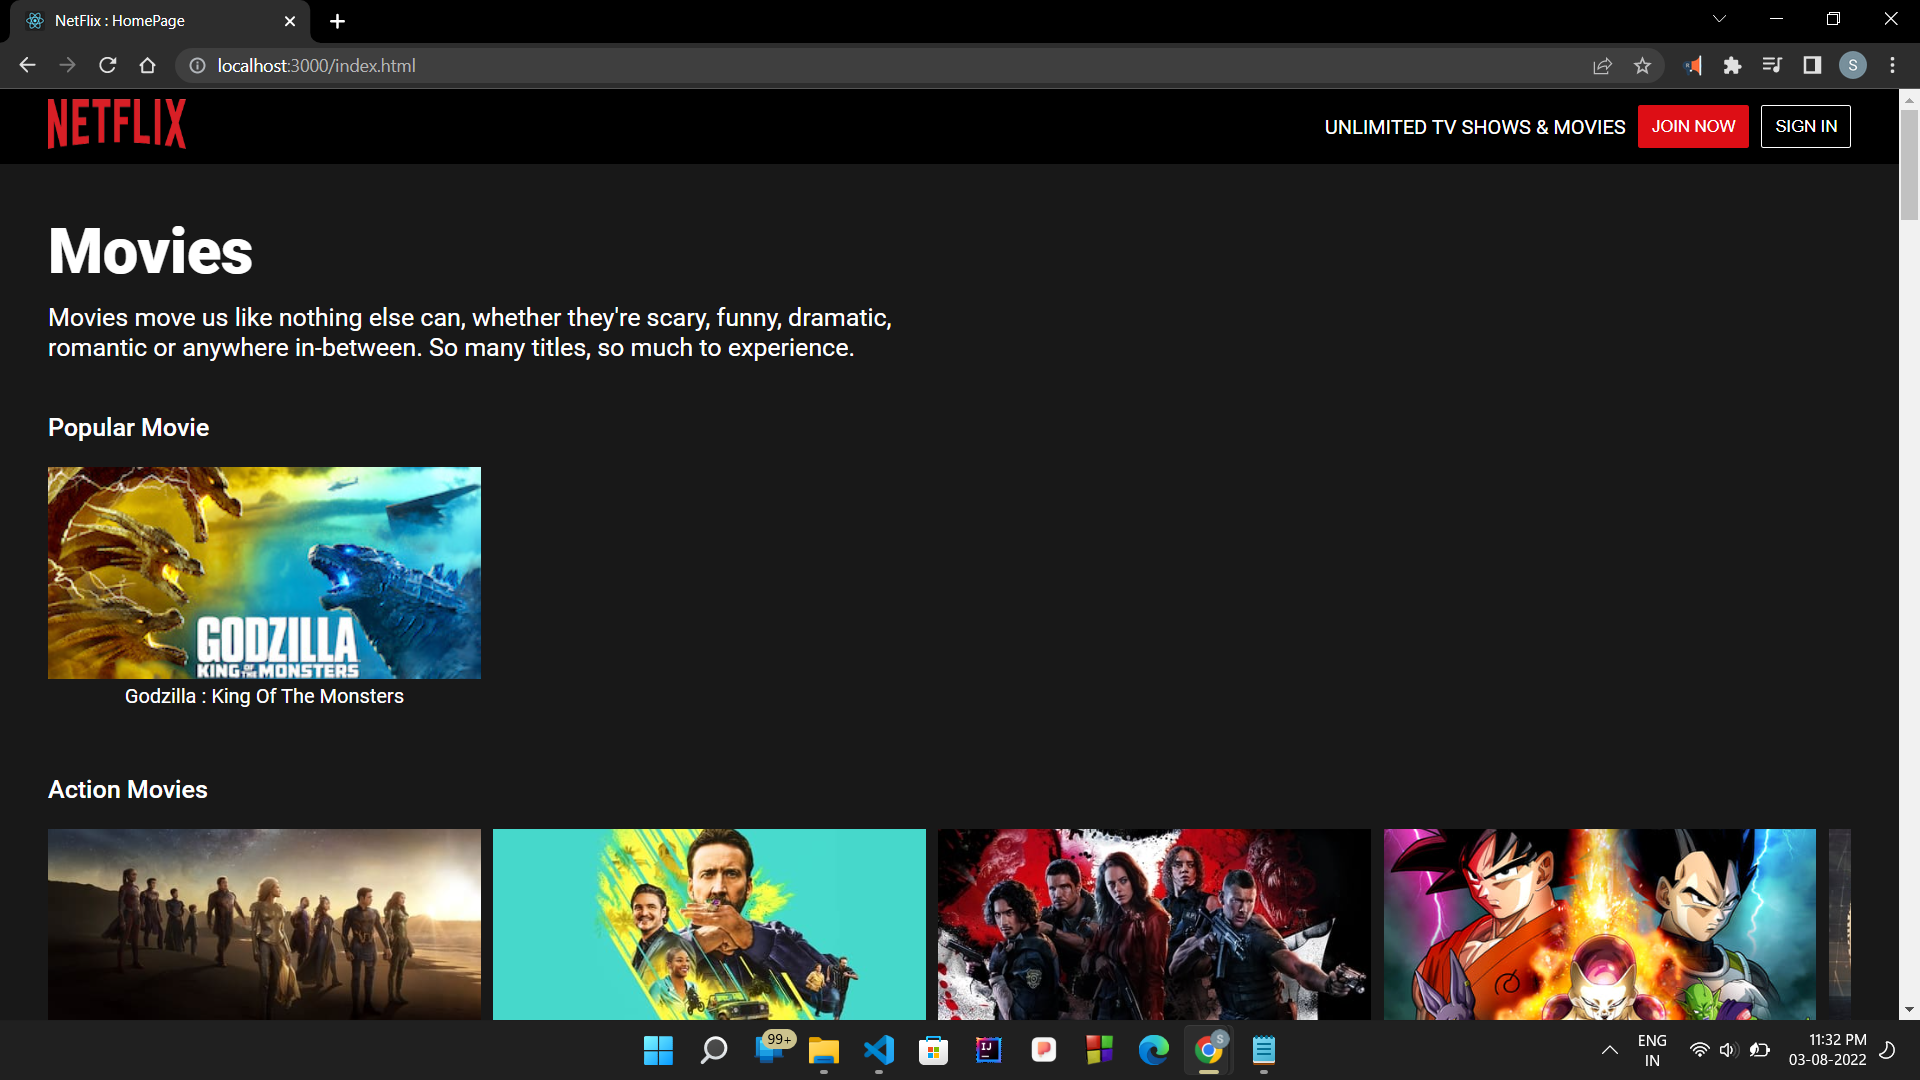 NetFlix : HomePage
localhost:3000/index.html
S
NETFLIX
UNLIMITED TV SHOWS & MOVIES
JOIN NOW
SIGN IN
Movies
Movies move us like nothing else can, whether they're scary, funny, dramatic,
romantic or anywhere in-between. So many titles, so much to experience.
Popular Movie
GODZILLA
KING OF THE MONSTERS
Godzilla : King Of The Monsters
Action Movies
99+
IJ
S
ENG
IN
11:32 PM
03-08-2022